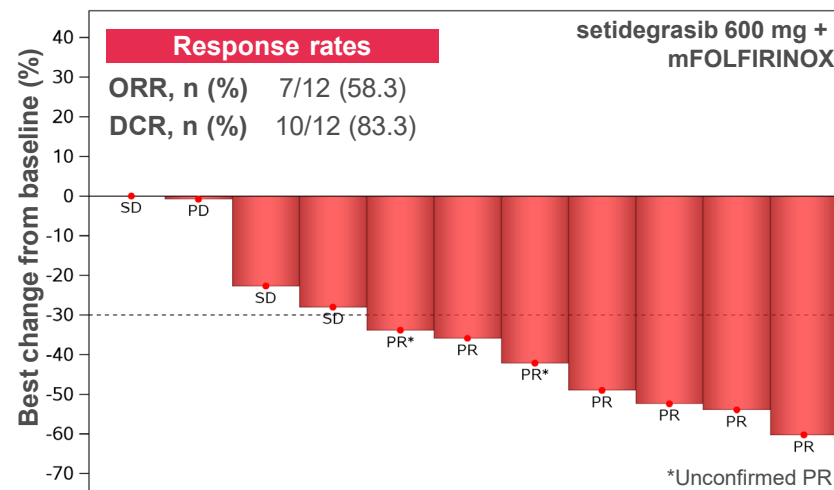 Best change from baseline (%)
40
30
20
10
0
-10
-20
-30
-40
-50
-60
-70
Response rates
ORR, n (%) 7/12 (58.3)
DCR, n (%) 10/12 (83.3)
setidegrasib 600 mg +
mFOLFIRINOX
SD
PD
SD
SD
PR*
PR
PR*
PR
PR
PR
PR
*Unconfirmed PR